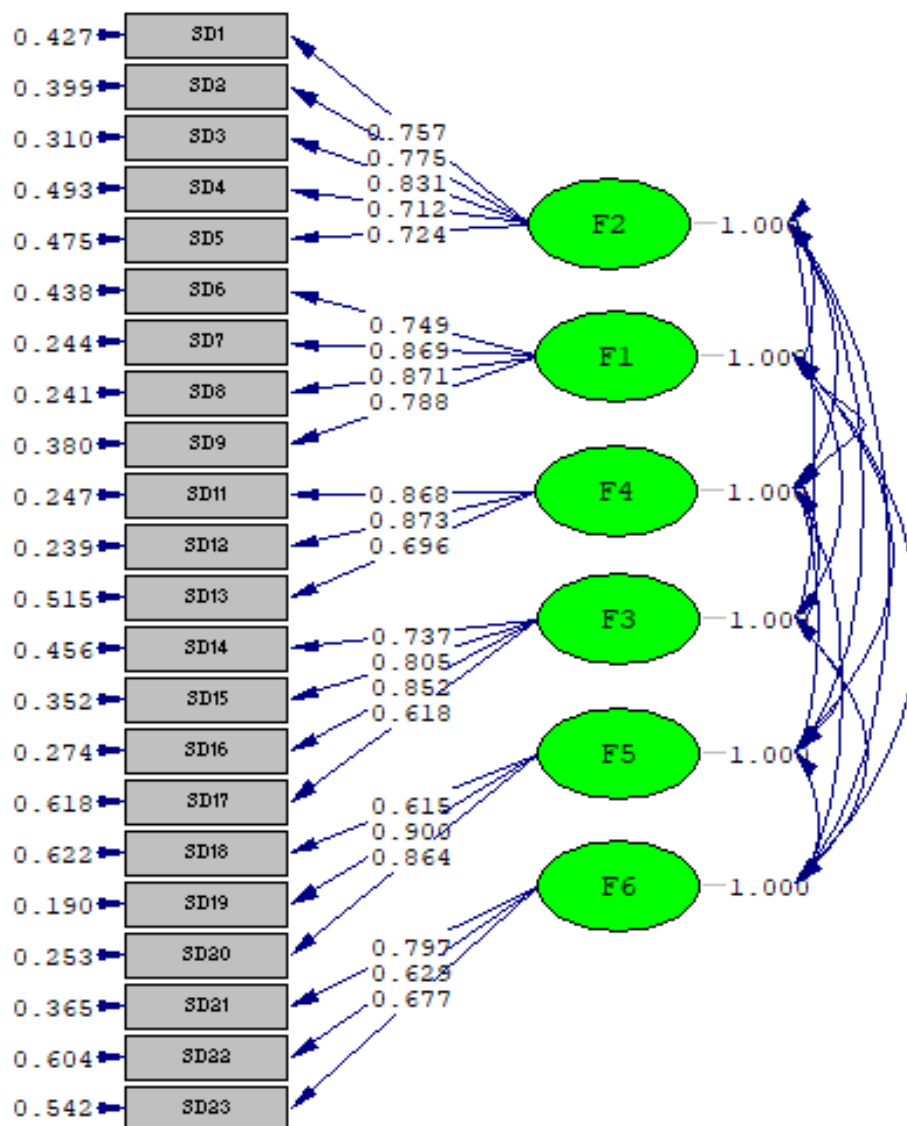 0.427 SD1
0.399 SD2
0.310 SD3
0.493 SD4
0.475 SD5
0.438 SD6
0.244 SD7
0.241 SD8
0.380 SD9
0.247 SD11
0.239 SD12
0.515 SD13
0.456 SD14
0.352 SD15
0.274 SD16
0.618 SD17
0.622 SD18
0.190 SD19
0.253 SD20
0.365 SD21
0.604 SD22
0.542 SD23
0.757
0.775
0.831
0.712
0.724
0.749
0.869
0.871
0.788
0.868
0.873
0.696
0.737
0.805
0.852
0.618
0.615
0.900
0.864
0.797
0.629
0.677
F2 1.000
F1 1.000
F4 1.000
F3 1.000
F5 1.000
F6 1.000